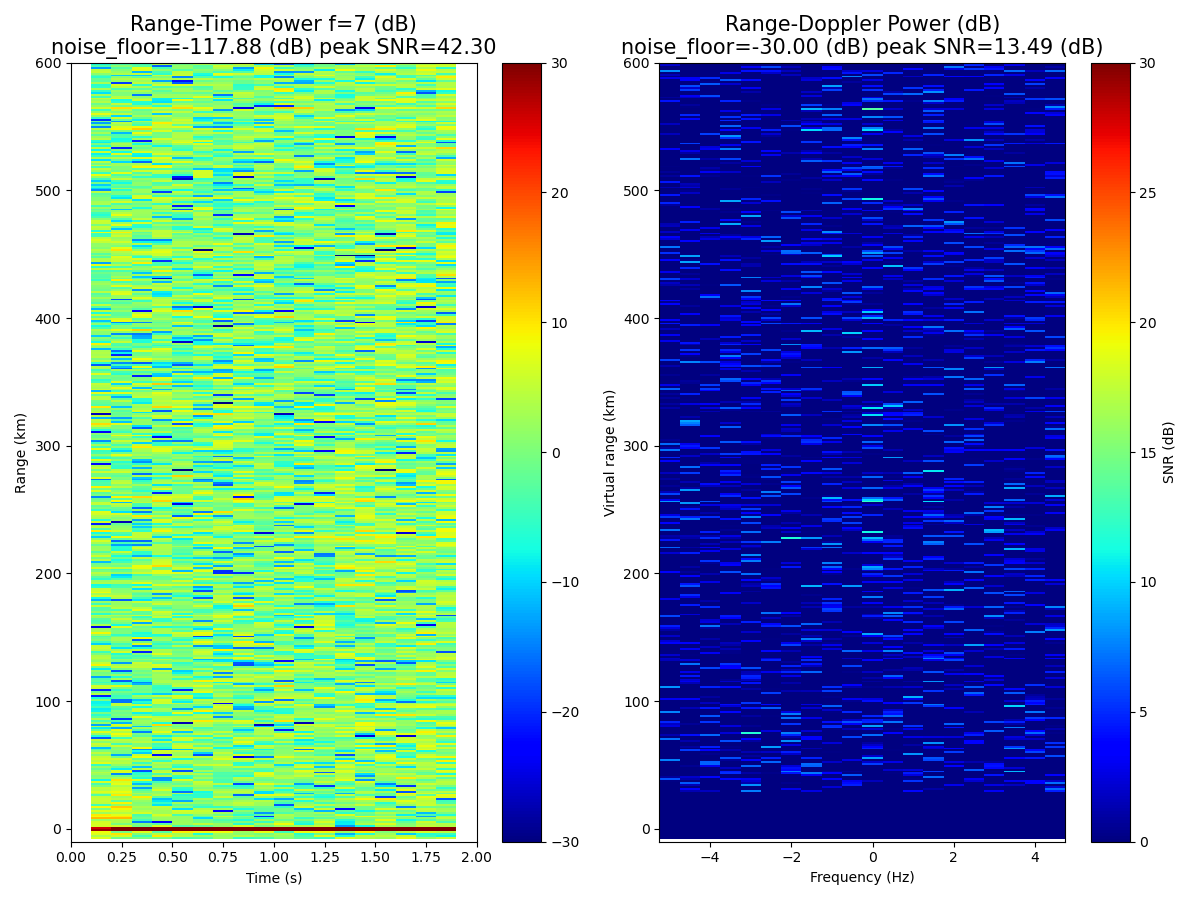 Range-Time Power f=7 (dB)
noise_floor=-117.88 (dB) peak SNR=42.30
600
500
400
300
200
100
0
Range (km)
0.00 0.25 0.50 0.75 1.00 1.25 1.50 1.75 2.00
Time (s)
30
20
10
0
−10
−20
−30
Range-Doppler Power (dB)
noise_floor=-30.00 (dB) peak SNR=13.49 (dB)
600
500
400
300
200
100
0
Virtual range (km)
−4 −2 0 2 4
Frequency (Hz)
30
25
20
15
10
5
0
SNR (dB)